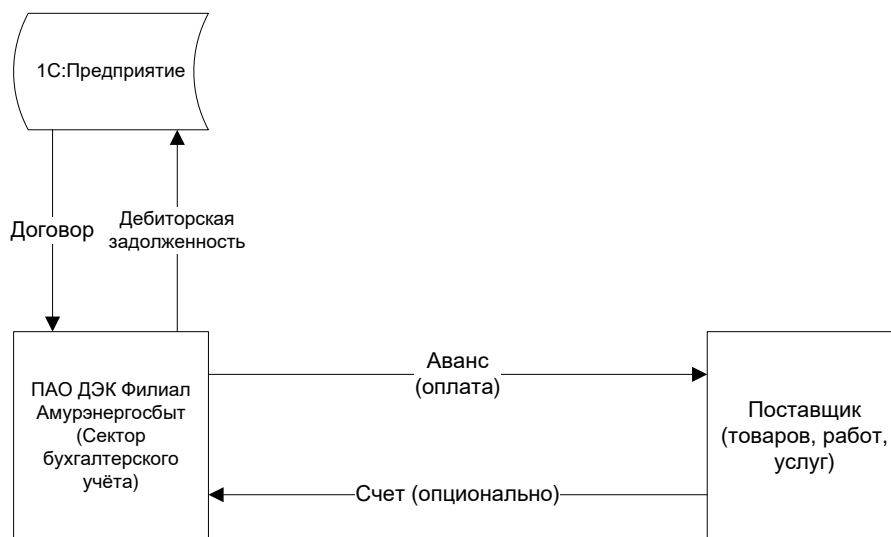 1С:Предприятие
Договор
Дебиторская
задолженность
ПАО ДЭК Филиал
Амурэнергосбыт
(Сектор
бухгалтерского
учёта)
Аванс
(оплата)
Счет (опционально)
Поставщик
(товаров, работ,
услуг)